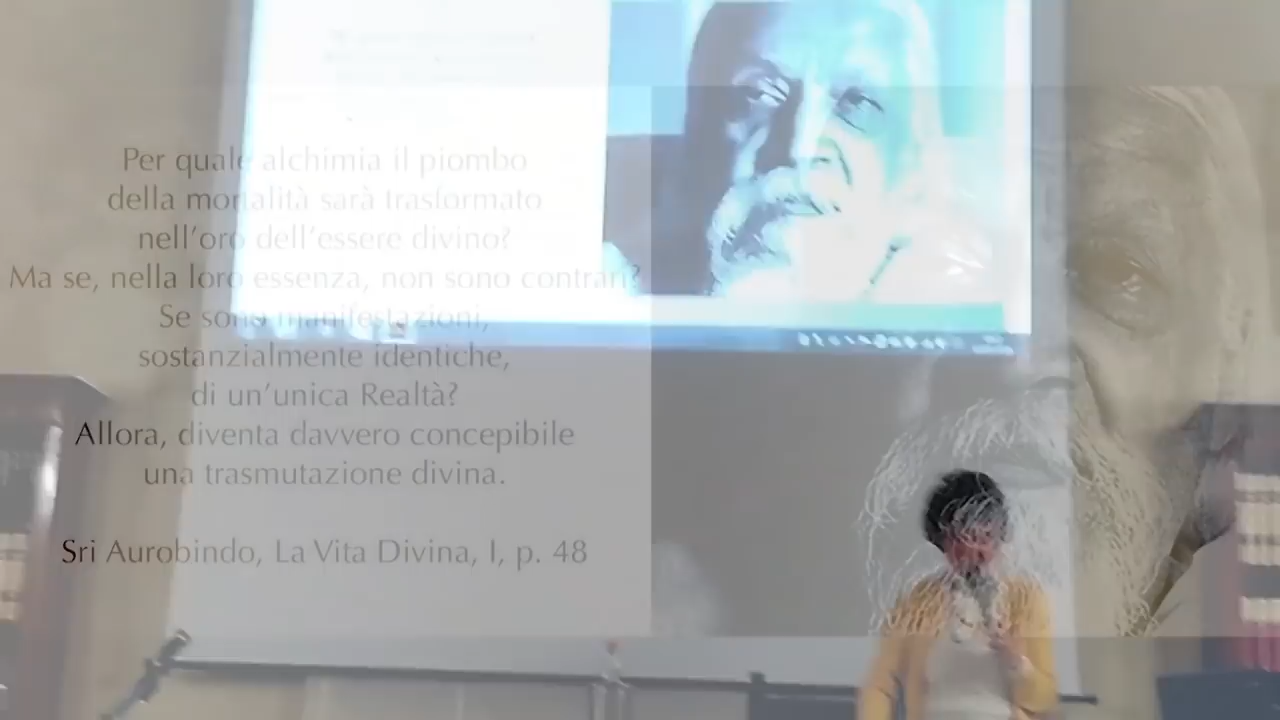 Per quale alchimia il piombo
della mortalità sarà trasformato
nell'oro dell'essere divino?
Ma se, nella loro essenza, non sono contrari?
Se sono manifestazioni,
sostanzialmente identiche,
di un'unica Realtà?
Allora, diventa davvero concepibile
una trasmutazione divina.
Sri Aurobindo, La Vita Divina, I, p. 48